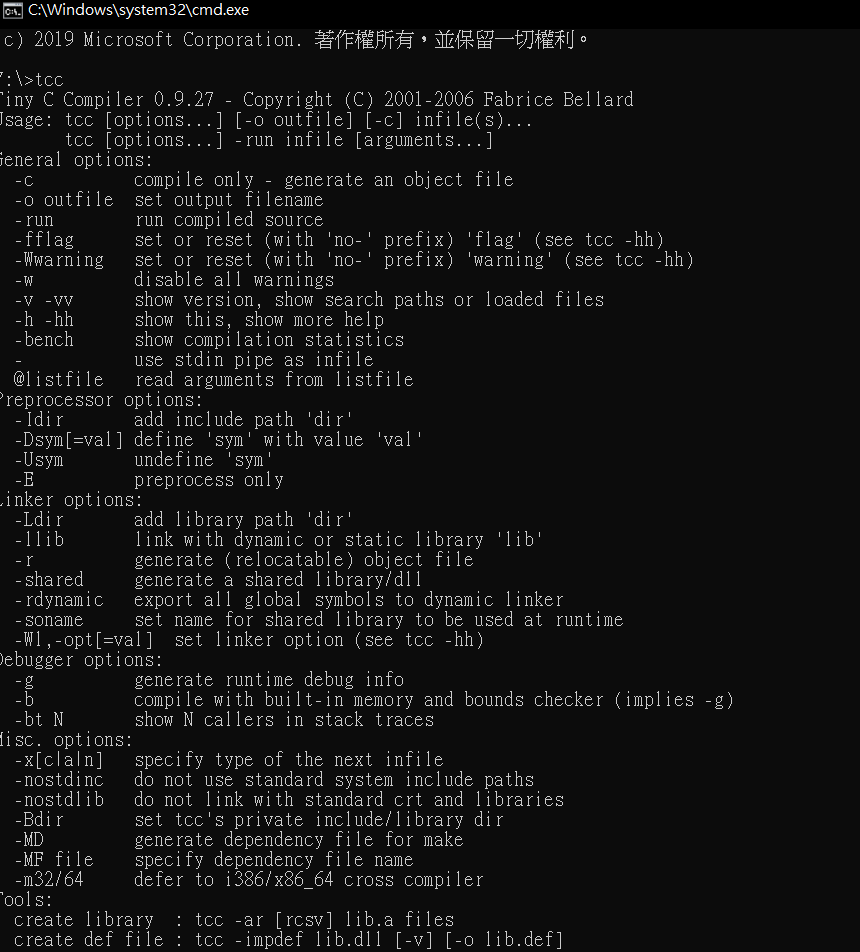 C:\Windows\system32\cmd.exe
c) 2019 Microsoft Corporation. 著作權所有，並保留一切權利。
:\>tcc
Tiny C Compiler 0.9.27 - Copyright (C) 2001-2006 Fabrice Bellard
Usage: tcc [options...] [-o outfile] [-c] infile(s)...
tcc [options...] -run infile [arguments...]
General options:
-c compile only - generate an object file
-o outfile set output filename
-run run compiled source
-fflag set or reset (with 'no-' prefix) 'flag' (see tcc -hh)
-Wwarning set or reset (with 'no-' prefix) 'warning' (see tcc -hh)
-w disable all warnings
-v -vv show version, show search paths or loaded files
-h -hh show this, show more help
-bench show compilation statistics
- use stdin pipe as infile
@listfile read arguments from listfile
Preprocessor options:
-Idir add include path 'dir'
-Dsym[=val] define 'sym' with value 'val'
-Usym undefine 'sym'
-E preprocess only
Linker options:
-Ldir add library path 'dir'
-llib link with dynamic or static library 'lib'
-r generate (relocatable) object file
-shared generate a shared library/dll
-rdynamic export all global symbols to dynamic linker
-soname set name for shared library to be used at runtime
-Wl,-opt[=val] set linker option (see tcc -hh)
Debugger options:
-g generate runtime debug info
-b compile with built-in memory and bounds checker (implies -g)
-bt N show N callers in stack traces
Misc. options:
-x[c|a|n] specify type of the next infile
-nostdinc do not use standard system include paths
-nostdlib do not link with standard crt and libraries
-Bdir set tcc's private include/library dir
-MD generate dependency file for make
-MF file specify dependency file name
-m32/64 defer to i386/x86_64 cross compiler
Tools:
create library : tcc -ar [rcsv] lib.a files
create def file : tcc -impdef lib.dll [-v] [-o lib.def]